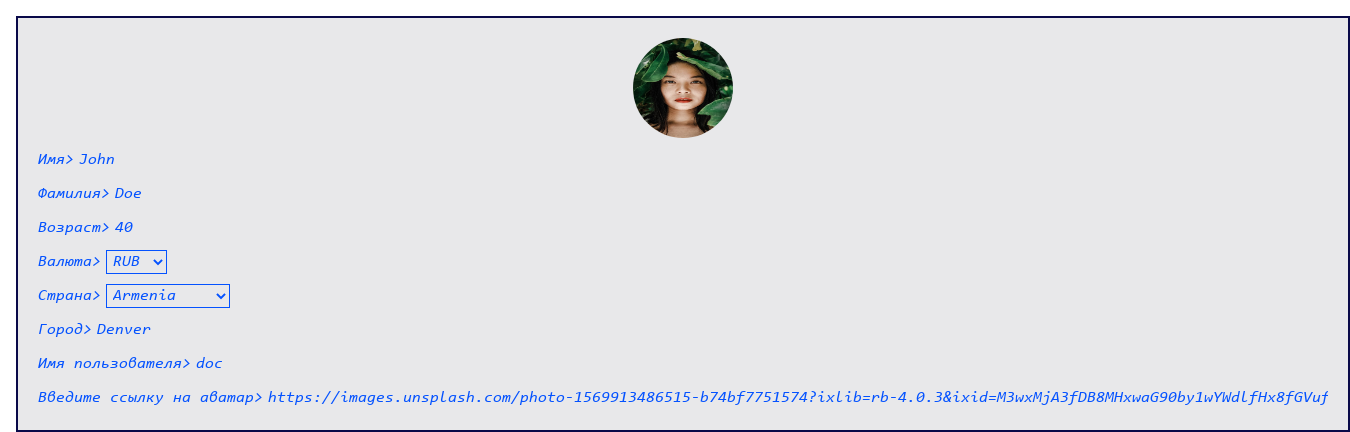 Имя> John
Фамилия> Doe
Возраст> 40
Валюта> RUB
Страна> Armenia
Город> Denver
Имя пользователя> doc
Введите ссылку на аватар> https://images.unsplash.com/photo-1569913486515-b74bf7751574?ixlib=rb-4.0.3&ixid=M3wxMjA3fDB8MHxwaG90by1wYWdlfHx8fGVuf